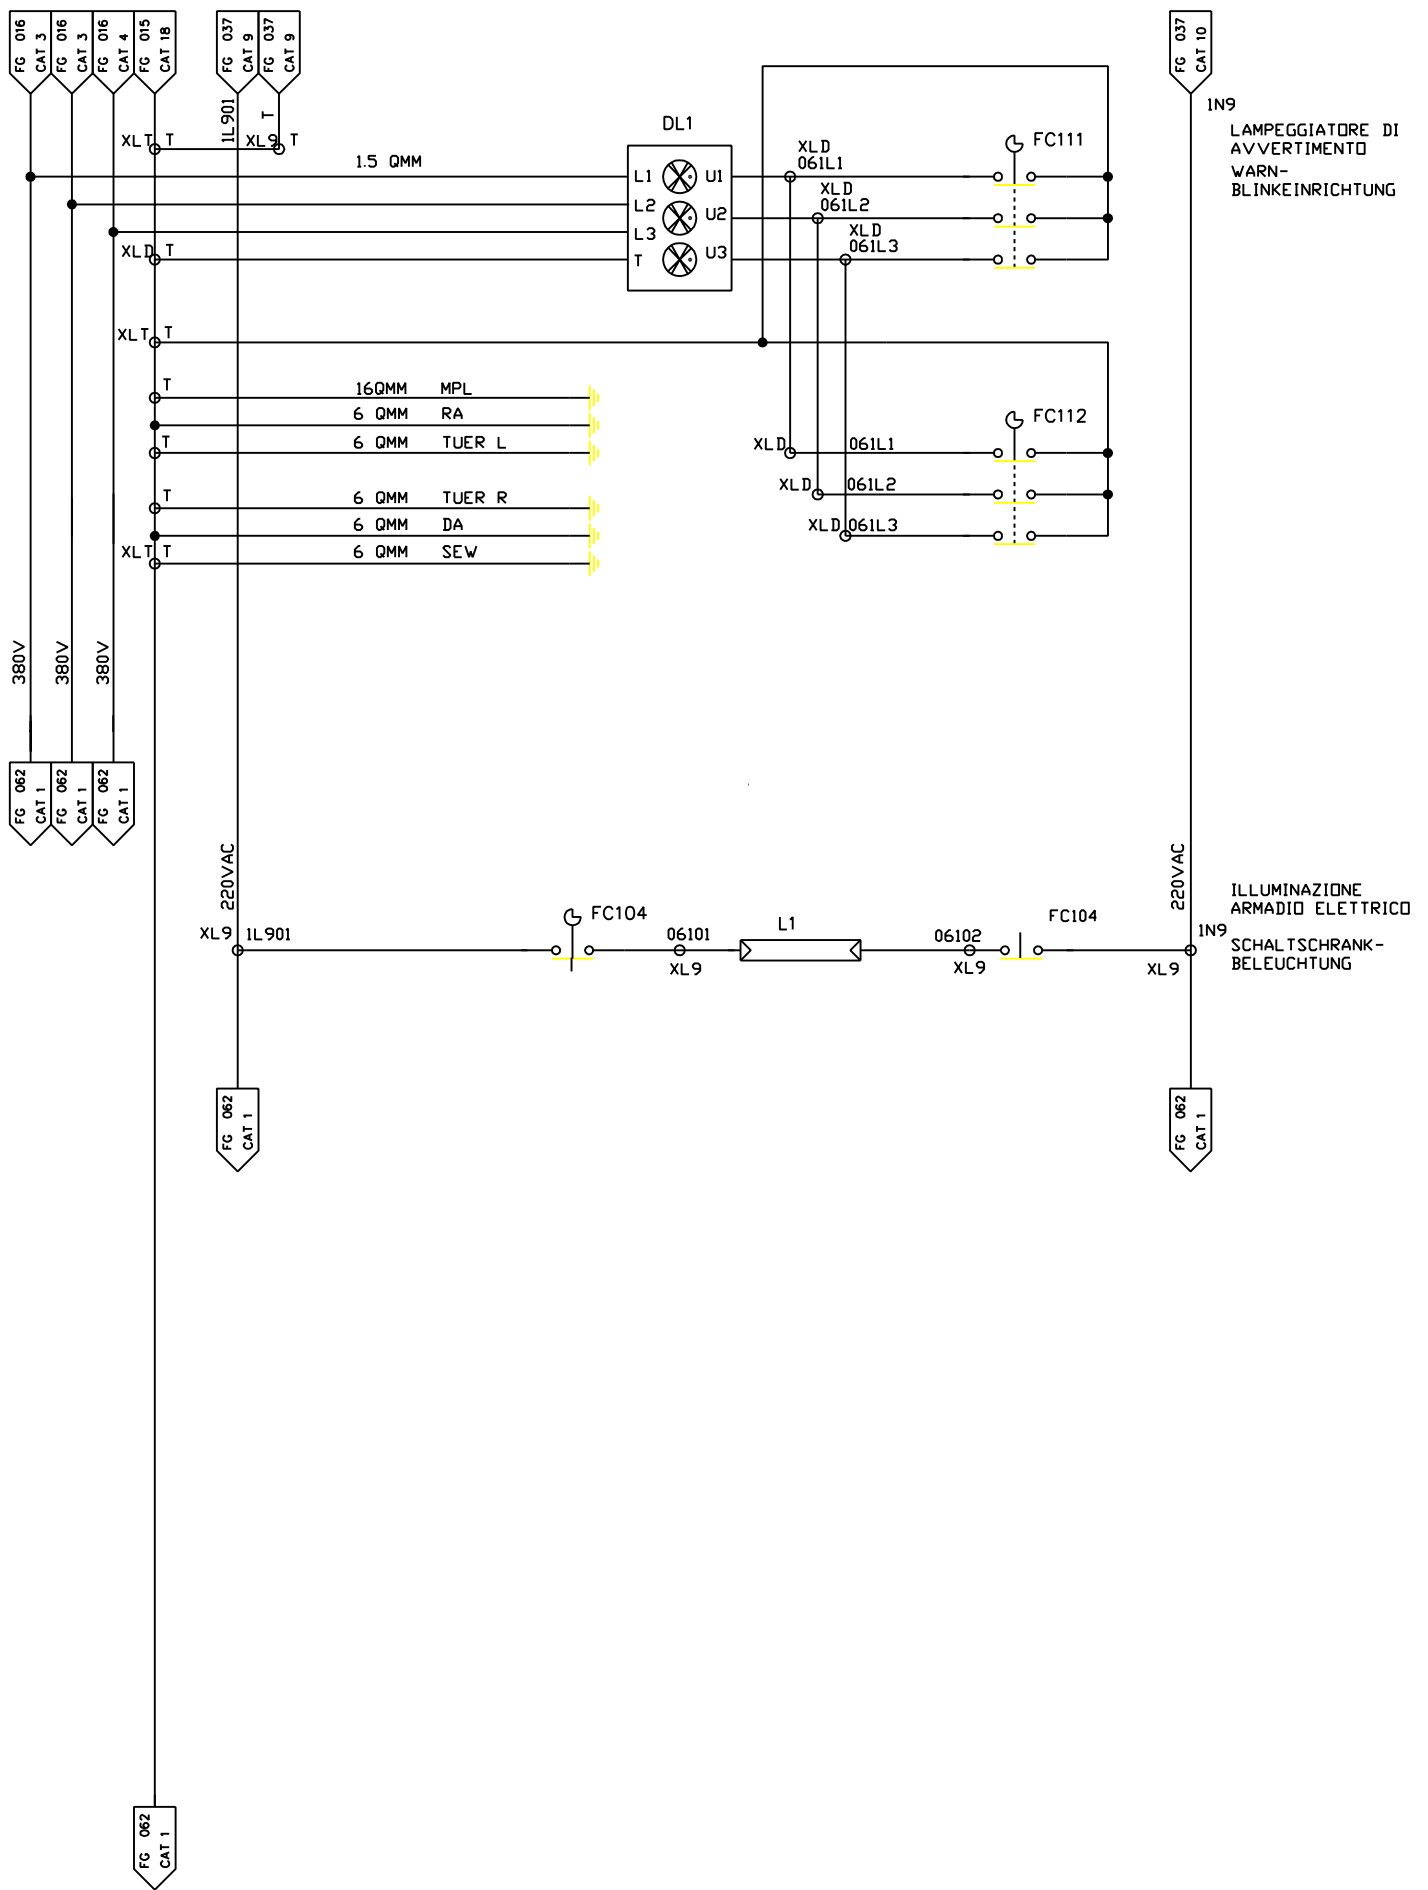 FG 016
CAT 3
FG 016
CAT 3
FG 016
CAT 4
FG 015
CAT 18
FG 037
CAT 9
FG 037
CAT 9
FG 037
CAT 10
1L901
T
1N9
LAMPEGGIATORE DI
AVVERTIMENTO
WARN-
BLINKEINRICHTUNG
XLT T
XL9 T
1.5 QMM
DL1
L1 U1
L2 U2
L3
T U3
XLD
061L1
XLD
061L2
XLD
061L3
FC111
XLD T
XLT T
T 16QMM MPL
6 QMM RA
T 6 QMM TUER L
T 6 QMM TUER R
6 QMM DA
XLT T 6 QMM SEW
FC112
XLD 061L1
XLD 061L2
XLD 061L3
380V
380V
380V
FG 062
CAT 1
FG 062
CAT 1
FG 062
CAT 1
220VAC
220VAC
ILLUMINAZIONE
ARMADIO ELETTRICO
SCHALTSCHRANK-
BELEUCHTUNG
XL9 1L901
FC104
06101
XL9
L1
06102
XL9
FC104
1N9
XL9
FG 062
CAT 1
FG 062
CAT 1
FG 062
CAT 1